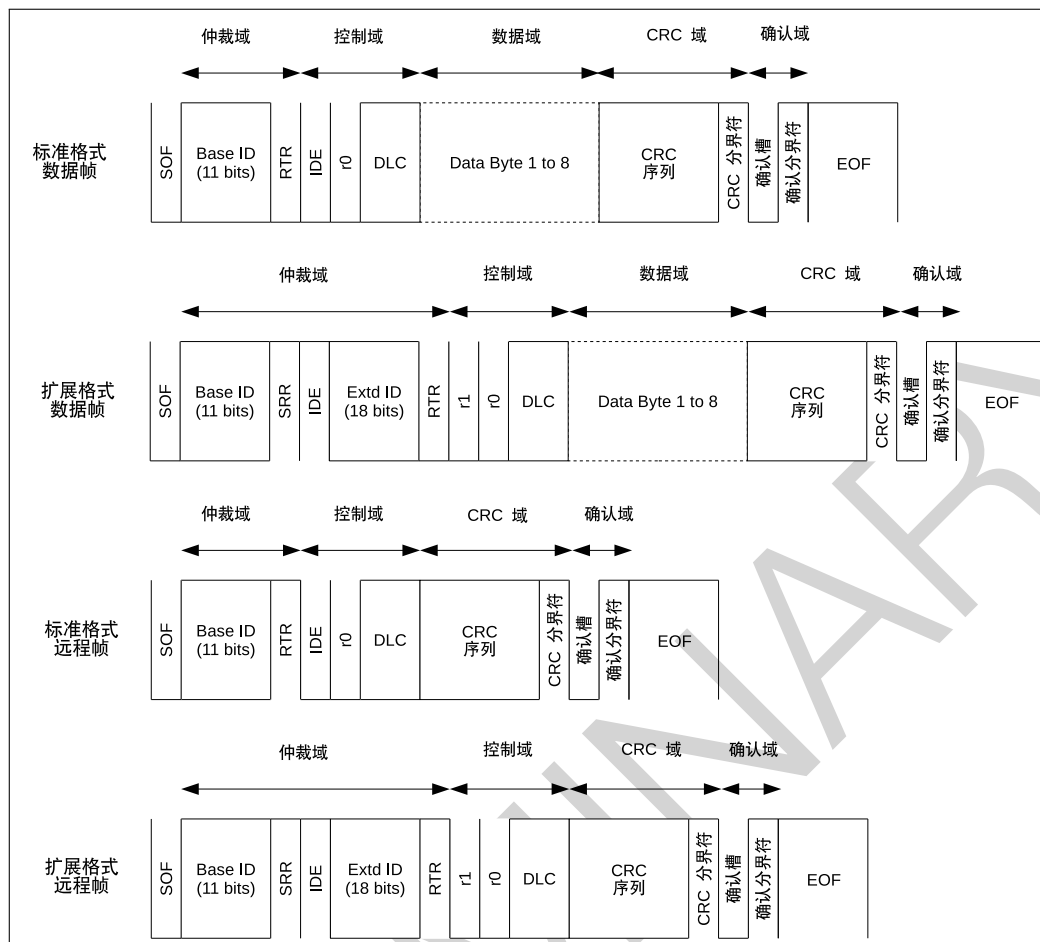 仲裁域 控制域 数据域 CRC 域 确认域
标准格式
数据帧
SOF
Base ID
(11 bits)
RTR
IDE
r0
DLC
Data Byte 1 to 8
CRC
序列
CRC 分界符
确认槽
确认分界符
EOF
仲裁域 控制域 数据域 CRC 域 确认域
扩展格式
数据帧
SOF
Base ID
(11 bits)
SRR
IDE
Extd ID
(18 bits)
RTR
r1
r0
DLC
Data Byte 1 to 8
CRC
序列
CRC 分界符
确认槽
确认分界符
EOF
仲裁域 控制域 CRC 域 确认域
标准格式
远程帧
SOF
Base ID
(11 bits)
RTR
IDE
r0
DLC
CRC
序列
CRC 分界符
确认槽
确认分界符
EOF
仲裁域 控制域 CRC 域 确认域
扩展格式
远程帧
SOF
Base ID
(11 bits)
SRR
IDE
Extd ID
(18 bits)
RTR
r1
r0
DLC
CRC
序列
CRC 分界符
确认槽
确认分界符
EOF